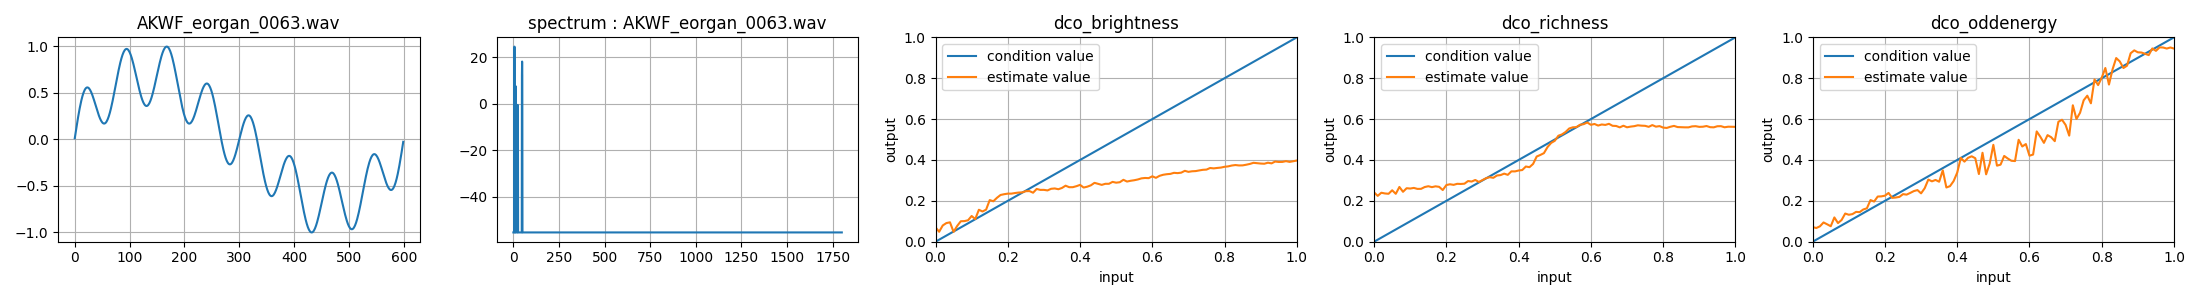 AKWF_eorgan_0063.wav
1.0
0.5
0.0
−0.5
−1.0
0 100 200 300 400 500 600
spectrum : AKWF_eorgan_0063.wav
20
0
−20
−40
0 250 500 750 1000 1250 1500 1750
dco_brightness
condition value
estimate value
output
1.0
0.8
0.6
0.4
0.2
0.0
0.0 0.2 0.4 0.6 0.8 1.0
input
dco_richness
condition value
estimate value
output
1.0
0.8
0.6
0.4
0.2
0.0
0.0 0.2 0.4 0.6 0.8 1.0
input
dco_oddenergy
condition value
estimate value
output
1.0
0.8
0.6
0.4
0.2
0.0
0.0 0.2 0.4 0.6 0.8 1.0
input